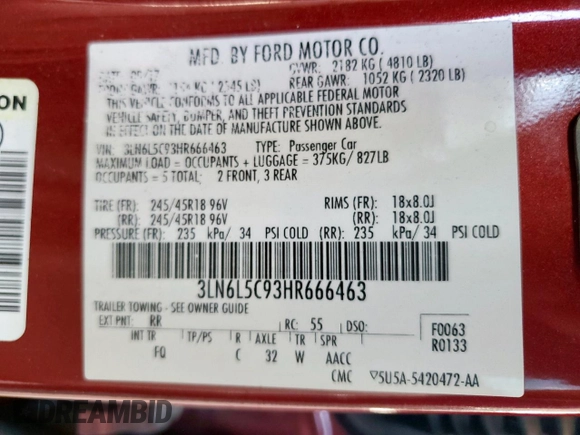 MFD. BY FORD MOTOR CO.
GVWR: 2182 KG ( 4810 LB)
REAR GAWR: 1052 KG ( 2320 LB)
THIS VEHICLE CONFORMS TO ALL APPLICABLE FEDERAL MOTOR
VEHICLE SAFETY, BUMPER, AND THEFT PREVENTION STANDARDS
IN EFFECT ON THE DATE OF MANUFACTURE SHOWN ABOVE.
VIN: 3LN6L5C93HR666463 TYPE: Passenger Car
MAXIMUM LOAD = OCCUPANTS + LUGGAGE = 375KG/ 827LB
OCCUPANTS = 5 TOTAL: 2 FRONT, 3 REAR
TIRE (FR): 245/45R18 96V RIMS (FR): 18x8.0J
(RR): 245/45R18 96V (RR): 18x8.0J
PRESSURE (FR): 235 kPa/ 34 PSI COLD (RR): 235 kPa/ 34 PSI COLD
3LN6L5C93HR666463
TRAILER TOWING - SEE OWNER GUIDE
EXT PNT: RR RC: 55 DSO:
F0063
R0133
INT TR TP/PS R AXLE TR SPR
FQ C 32 W AACC
CMC 5U5A-5420472-AA
ON
DREAMBID